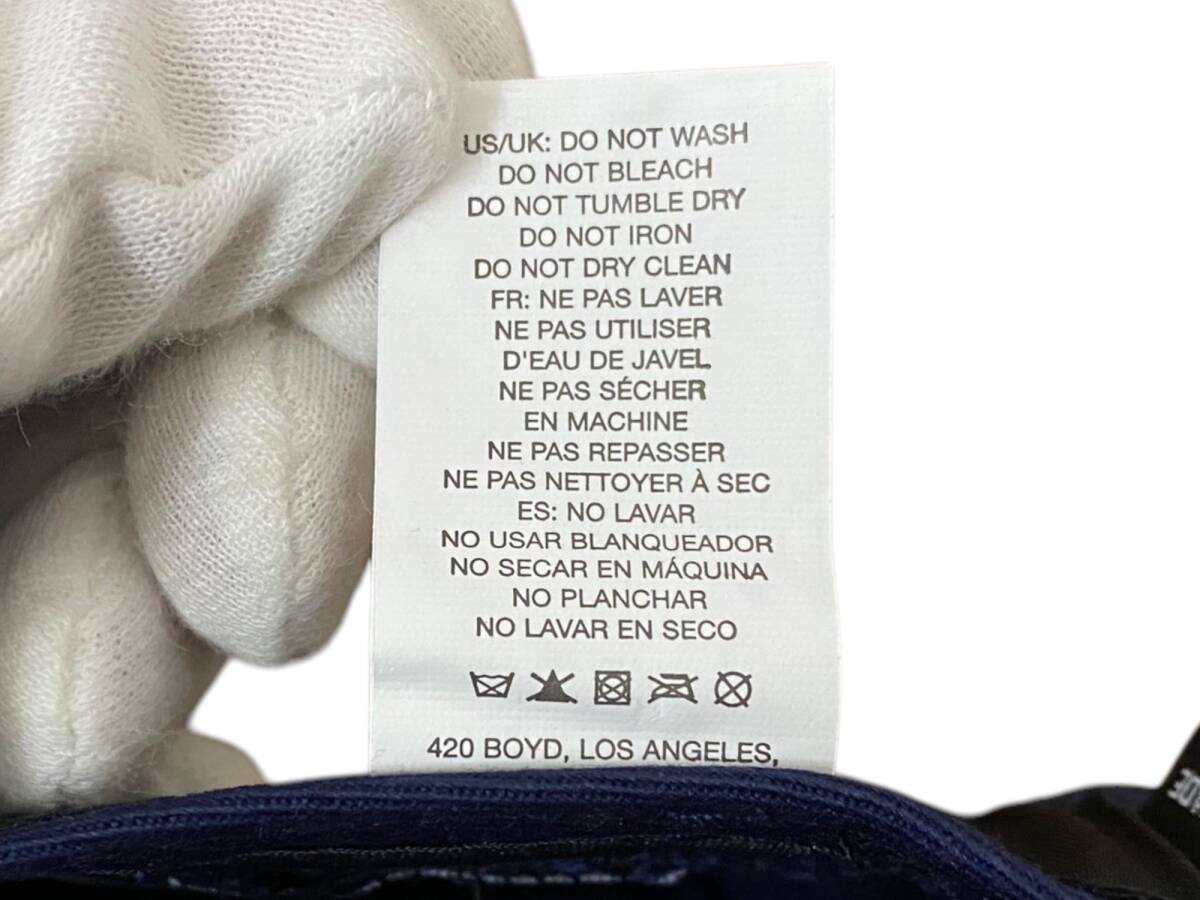 US/UK: DO NOT WASH
DO NOT BLEACH
DO NOT TUMBLE DRY
DO NOT IRON
DO NOT DRY CLEAN
FR: NE PAS LAVER
NE PAS UTILISER
D'EAU DE JAVEL
NE PAS SÉCHER
EN MACHINE
NE PAS REPASSER
NE PAS NETTOYER À SEC
ES: NO LAVAR
NO USAR BLANQUEADOR
NO SECAR EN MÁQUINA
NO PLANCHAR
NO LAVAR EN SECO
420 BOYD, LOS ANGELES,